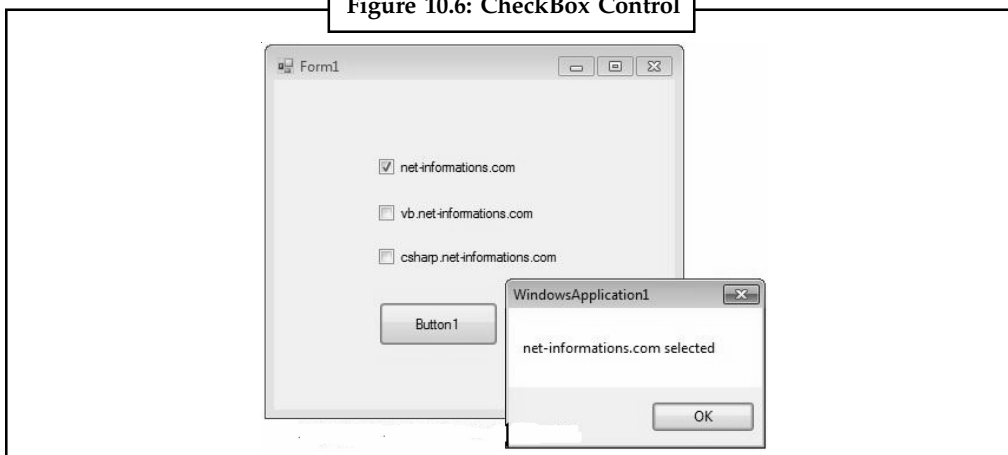 Figure 10.6: CheckBox Control
Form1
net-informations.com
vb.net-informations.com
csharp.net-informations.com
Button1
WindowsApplication1
net-informations.com selected
OK